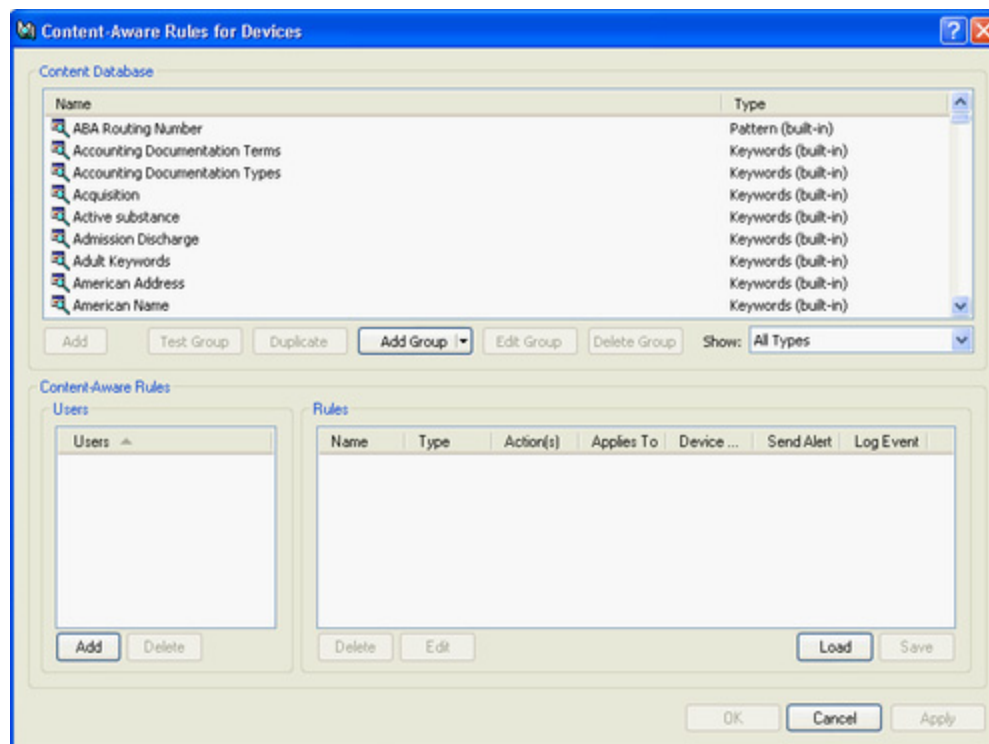 Content-Aware Rules for Devices
Content Database
Name Type
ABA Routing Number Pattern (built-in)
Accounting Documentation Terms Keywords (built-in)
Accounting Documentation Types Keywords (built-in)
Acquisition Keywords (built-in)
Active substance Keywords (built-in)
Admission Discharge Keywords (built-in)
Adult Keywords Keywords (built-in)
American Address Keywords (built-in)
American Name Keywords (built-in)
Add Test Group Duplicate Add Group Edit Group Delete Group Show: All Types
Content-Aware Rules
Users Rules
Users Name Type Action(s) Applies To Device ... Send Alert Log Event
Add Delete Delete Edit Load Save
OK Cancel Apply